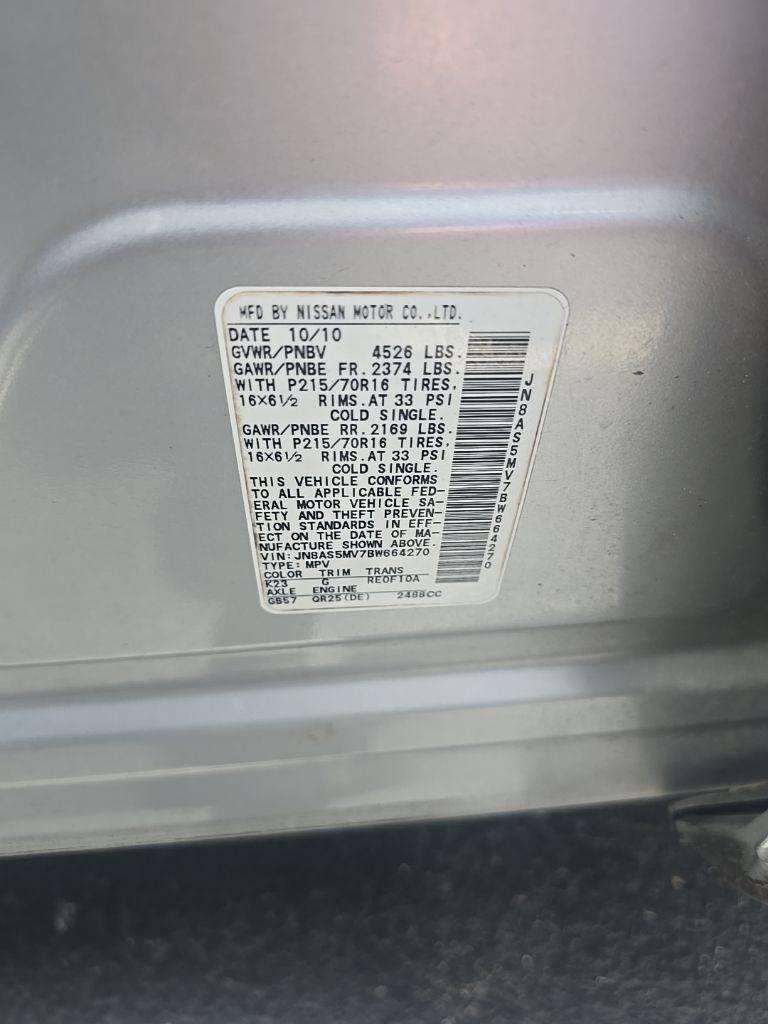 MFD BY NISSAN MOTOR CO.,LTD.
DATE 10/10
GVWR/PNBV 4526 LBS.
GAWR/PNBE FR. 2374 LBS.
WITH P215/70R16 TIRES,
16X6½ RIMS.AT 33 PSI
COLD SINGLE.
GAWR/PNBE RR. 2169 LBS.
WITH P215/70R16 TIRES,
16X6½ RIMS.AT 33 PSI
COLD SINGLE.
THIS VEHICLE CONFORMS
TO ALL APPLICABLE FED-
ERAL MOTOR VEHICLE SA-
FETY AND THEFT PREVEN-
TION STANDARDS IN EFF-
ECT ON THE DATE OF MA-
NUFACTURE SHOWN ABOVE.
VIN:JN8AS5MV7BW664270
TYPE:MPV
COLOR TRIM TRANS
K23 G RE0F10A
AXLE ENGINE
GB57 QR25(DE) 2488CC
JN8AS5MV7BW664270